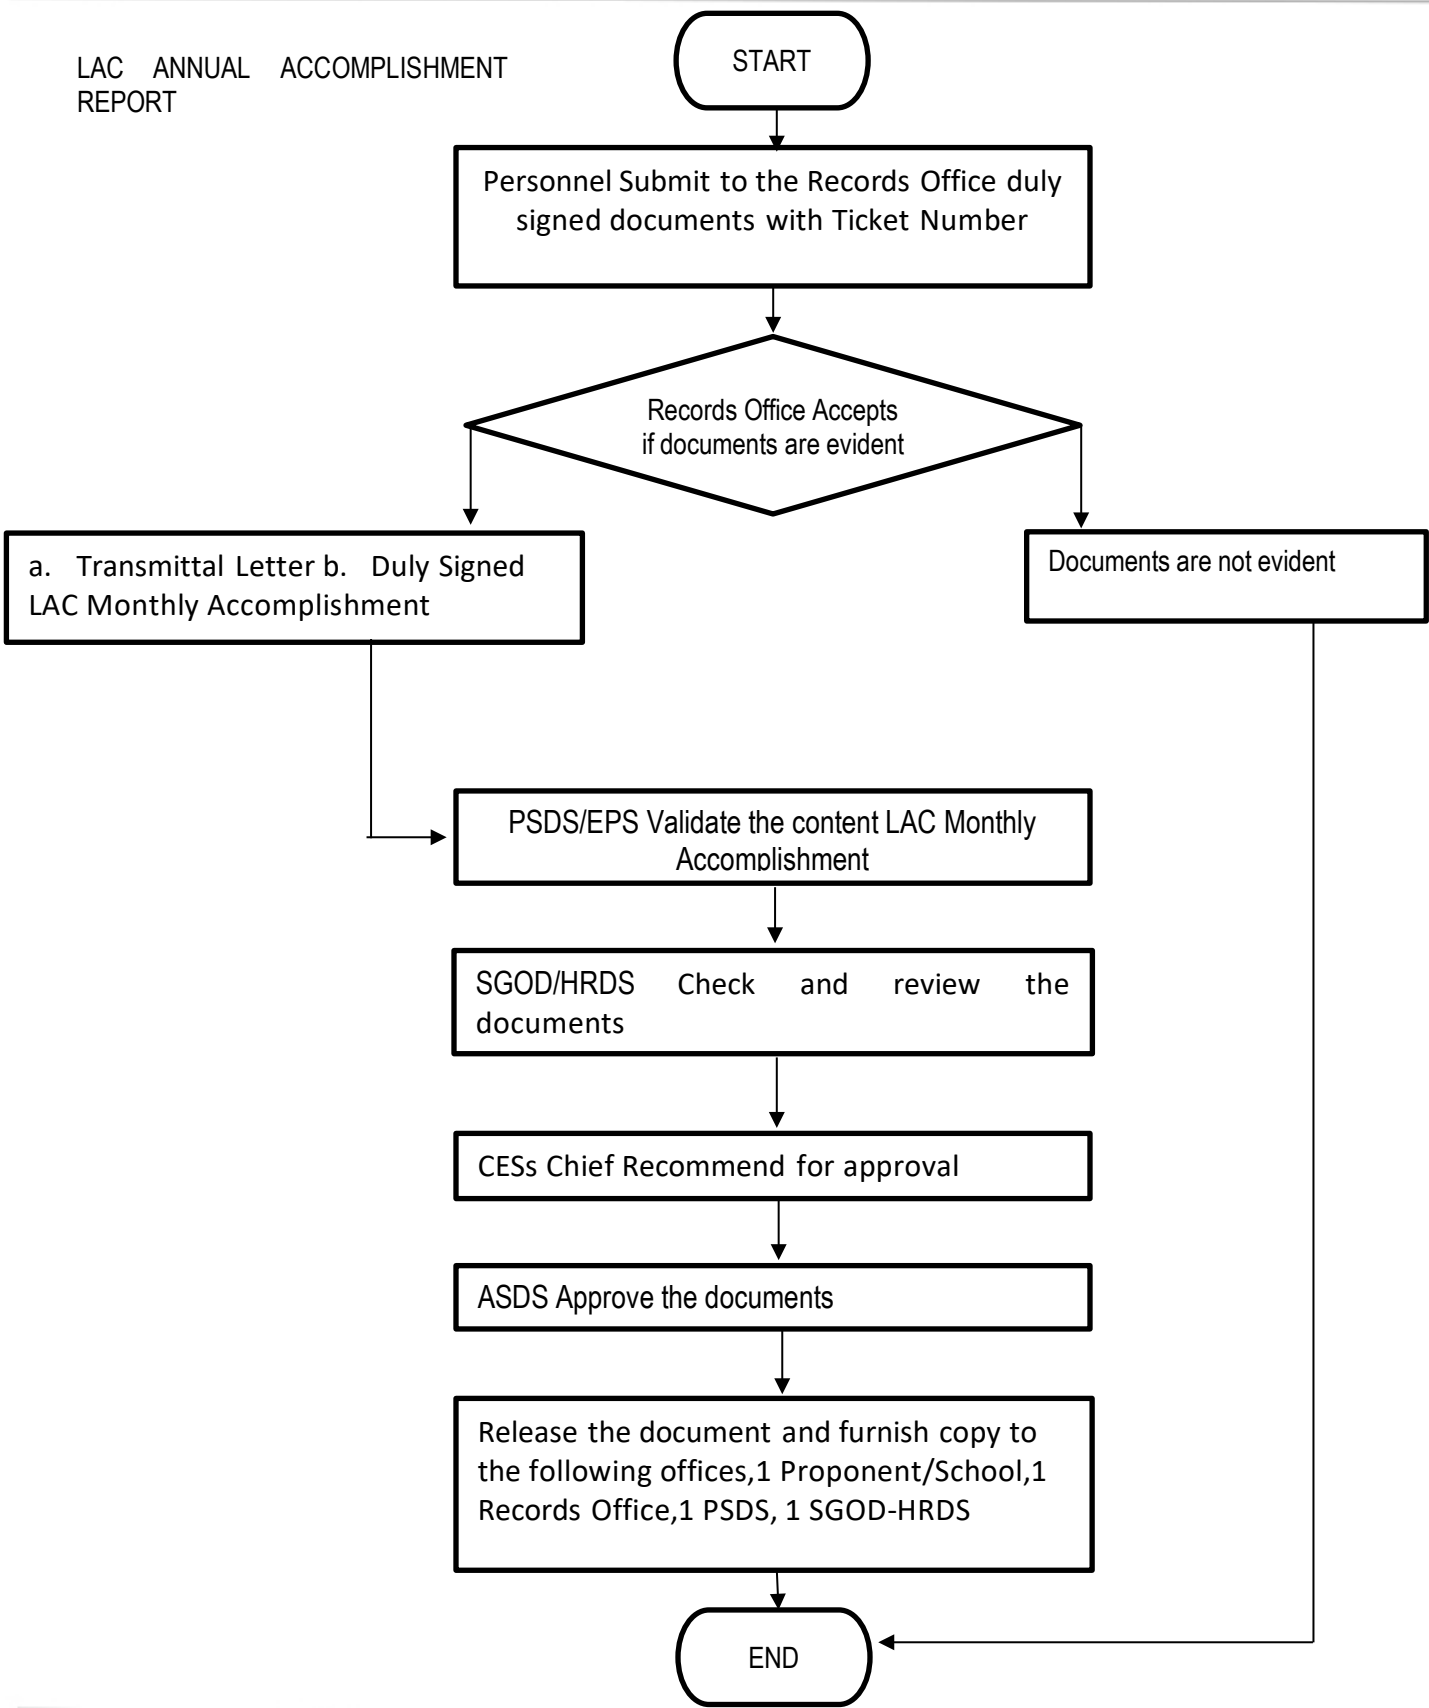 LAC ANNUAL ACCOMPLISHMENT
REPORT
START
Personnel Submit to the Records Office duly
signed documents with Ticket Number
Records Office Accepts
if documents are evident
a. Transmittal Letter b. Duly Signed
LAC Monthly Accomplishment
Documents are not evident
PSDS/EPS Validate the content LAC Monthly
Accomplishment
SGOD/HRDS Check and review the
documents
CESs Chief Recommend for approval
ASDS Approve the documents
Release the document and furnish copy to
the following offices,1 Proponent/School,1
Records Office,1 PSDS, 1 SGOD-HRDS
END